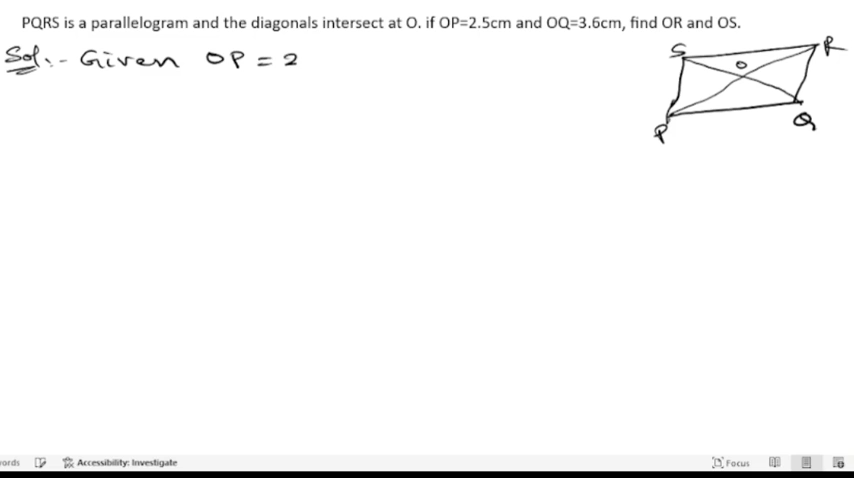 PQRS is a parallelogram and the diagonals intersect at O. if OP=2.5cm and OQ=3.6cm, find OR and OS.
Sol:- Given OP = 2
S
R
O
P
Q
ords
Accessibility: Investigate
Focus